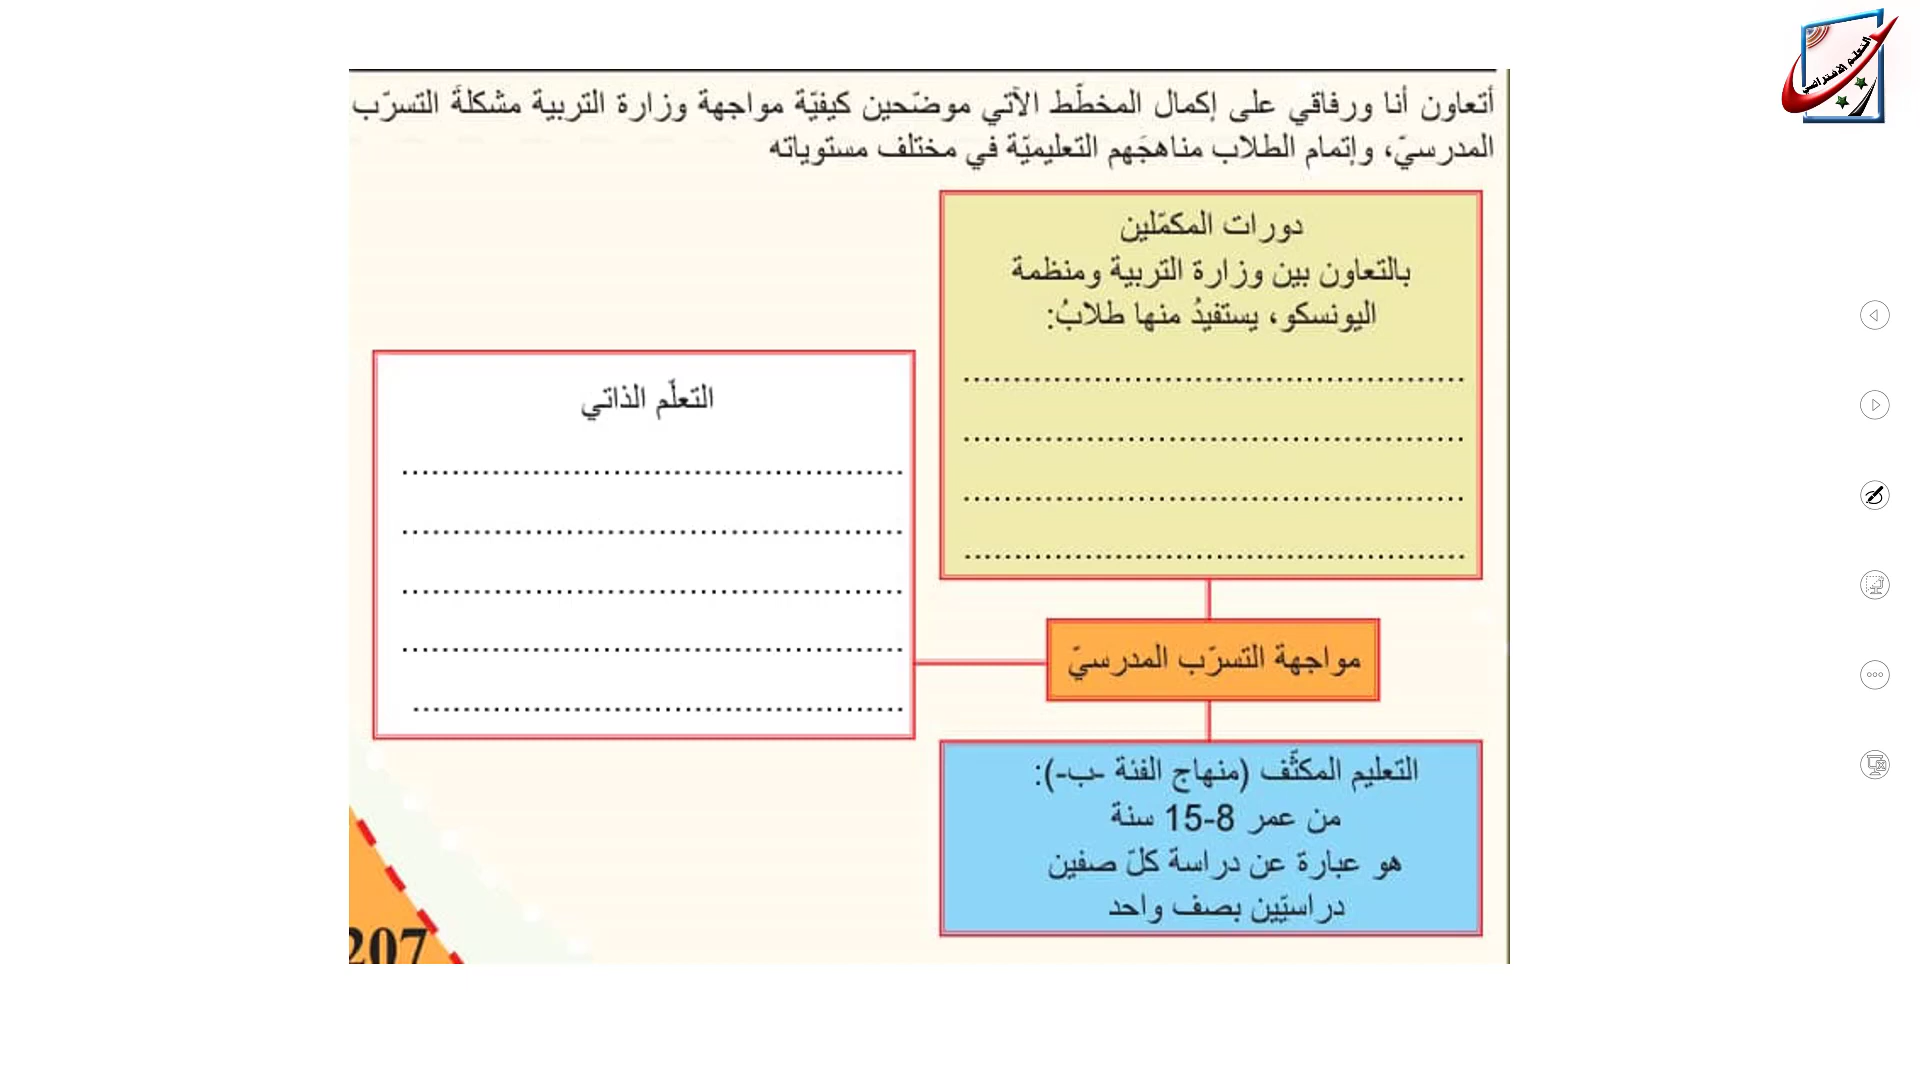 التعلم الافتراضي
أتعاون أنا ورفاقي على إكمال المخطّط الآتي موضّحين كيفيّة مواجهة وزارة التربية مشكلةَ التسرّب
المدرسيّ، وإتمام الطلاب مناهجَهم التعليميّة في مختلف مستوياته
دورات المكمّلين
بالتعاون بين وزارة التربية ومنظمة
اليونسكو، يستفيدُ منها طلابُ:
................................................
................................................
................................................
................................................
التعلّم الذاتي
................................................
................................................
................................................
................................................
................................................
مواجهة التسرّب المدرسيّ
التعليم المكثّف (منهاج الفئة -ب-):
من عمر 8-15 سنة
هو عبارة عن دراسة كلّ صفين
دراسيّين بصف واحد
207